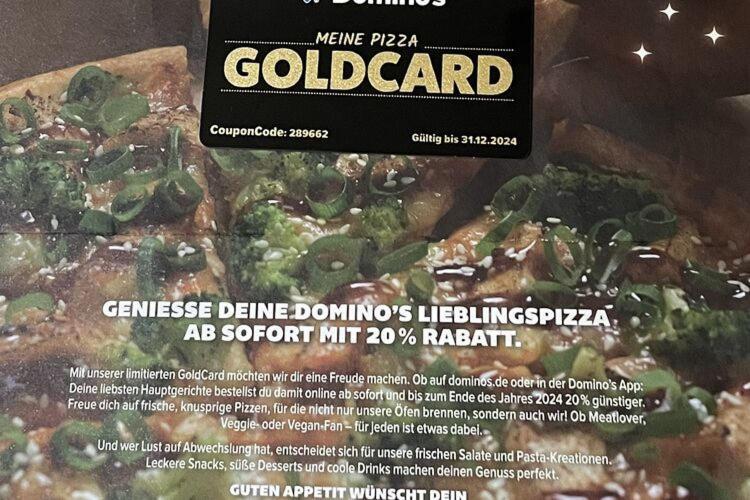 Domino's
MEINE PIZZA
GOLDCARD
CouponCode: 289662
Gültig bis 31.12.2024
GENIESSE DEINE DOMINO'S LIEBLINGSPIZZA
AB SOFORT MIT 20% RABATT.
Mit unserer limitierten GoldCard möchten wir dir eine Freude machen. Ob auf dominos.de oder in der Domino's App:
Deine liebsten Hauptgerichte bestellst du damit online ab sofort und bis zum Ende des Jahres 2024 20% günstiger.
Freue dich auf frische, knusprige Pizzen, für die nicht nur unsere Öfen brennen, sondern auch wir! Ob Meatlover,
Veggie- oder Vegan-Fan – für jeden ist etwas dabei.
Und wer Lust auf Abwechslung hat, entscheidet sich für unsere frischen Salate und Pasta-Kreationen.
Leckere Snacks, süße Desserts und coole Drinks machen deinen Genuss perfekt.
GUTEN APPETIT WÜNSCHT DEIN